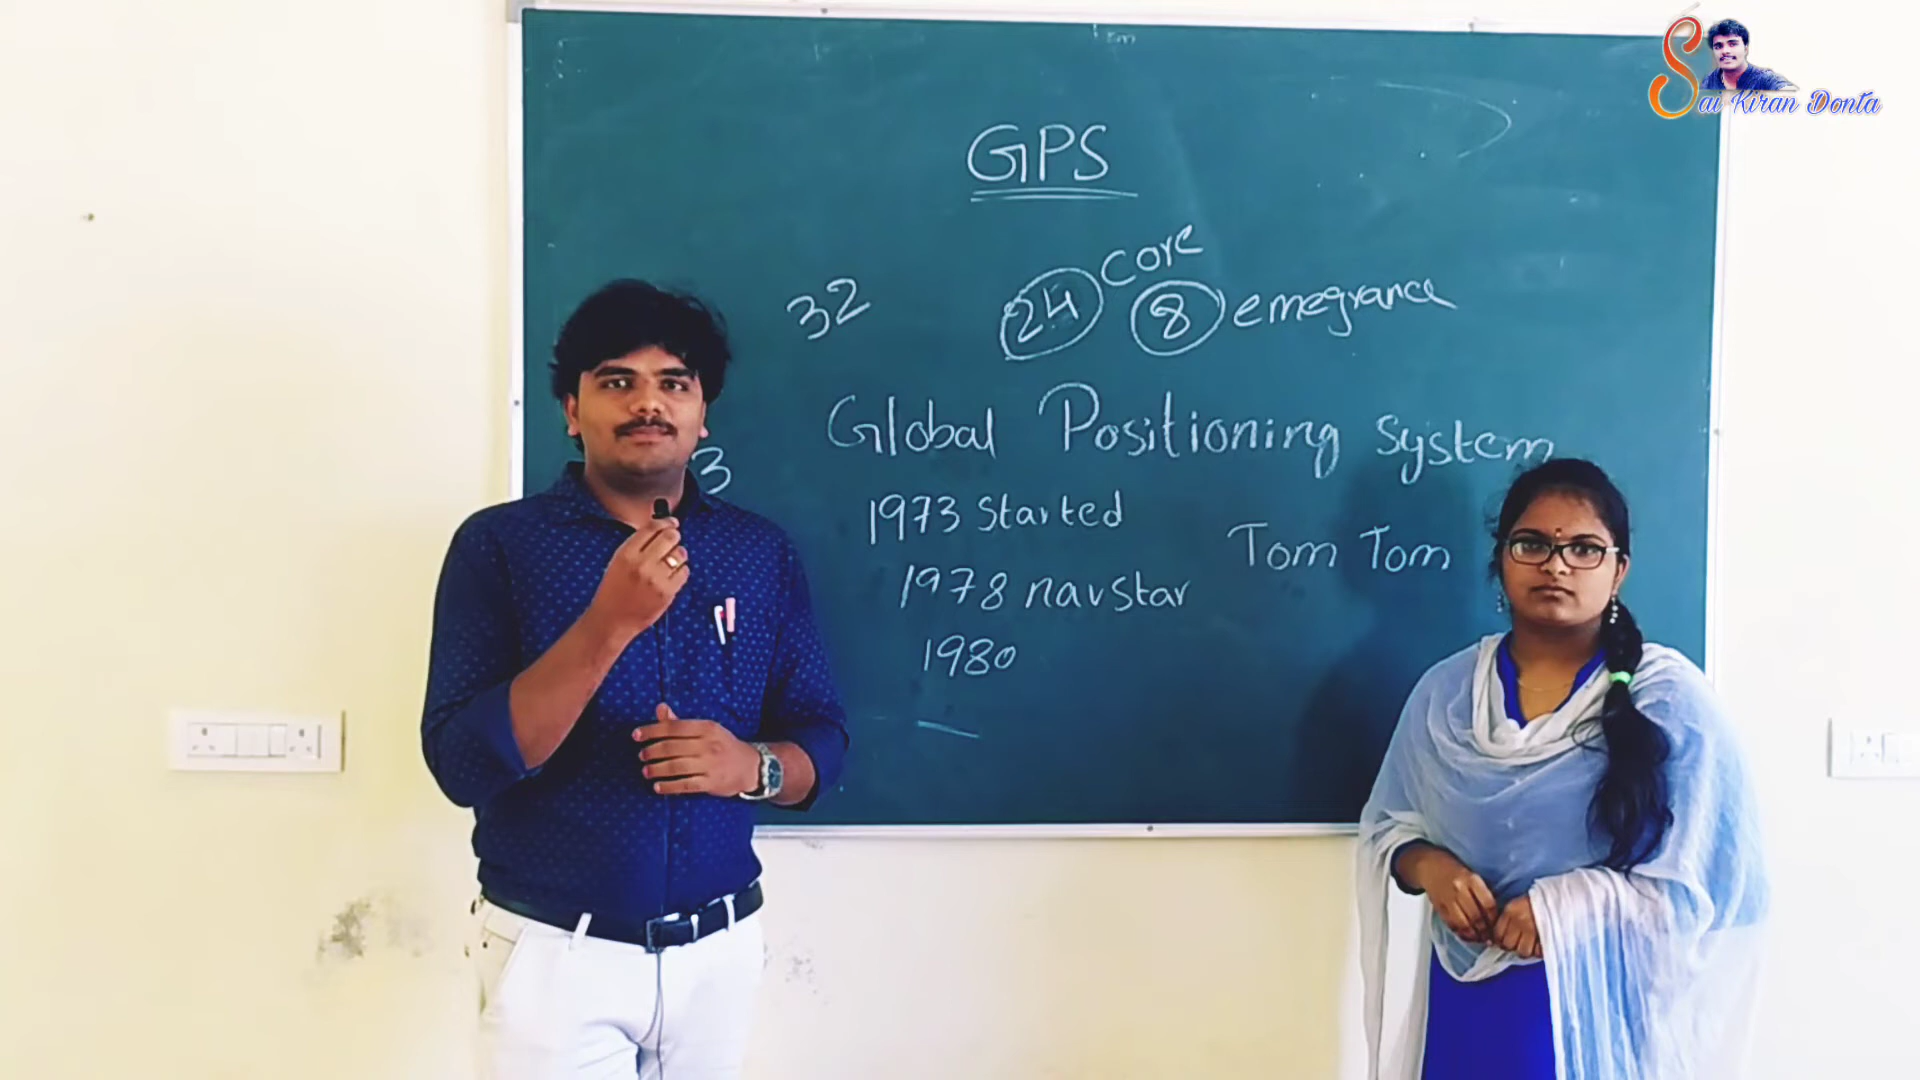 Sai Kiran Donta
GPS
32 24 core 8 emegrance
Global Positioning System
3
1973 Started
Tom Tom
1978 navstar
1980